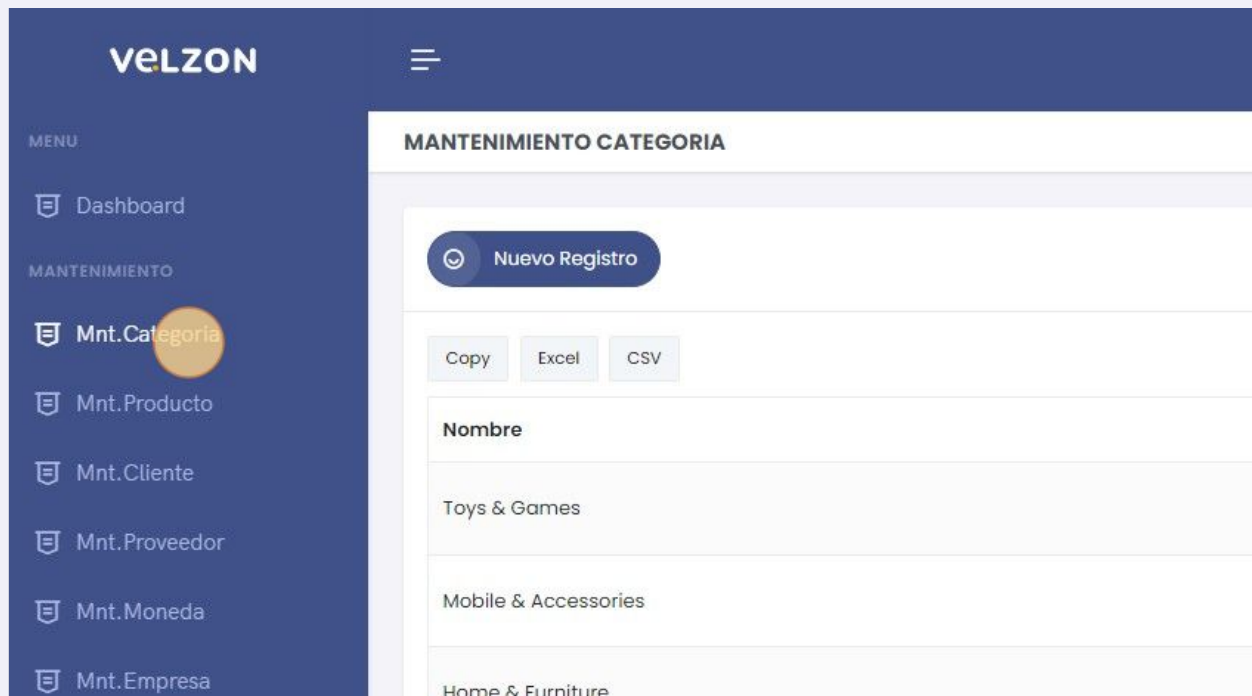 VELZON
MENU
Dashboard
MANTENIMIENTO
Mnt.Categoria
Mnt.Producto
Mnt.Cliente
Mnt.Proveedor
Mnt.Moneda
Mnt.Empresa
MANTENIMIENTO CATEGORIA
Nuevo Registro
Copy Excel CSV
Nombre
Toys & Games
Mobile & Accessories
Home & Furniture